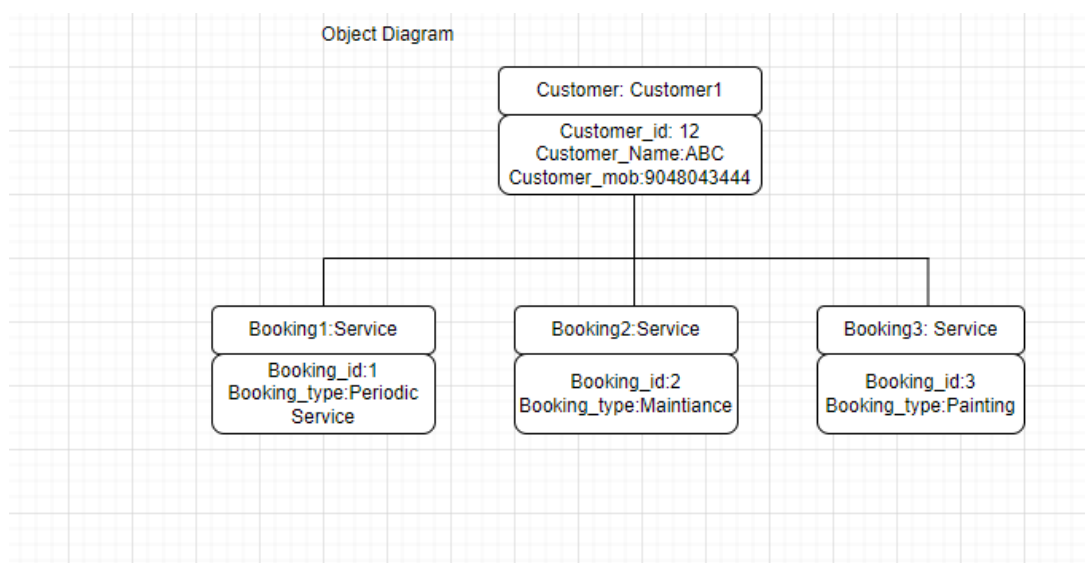 Object Diagram
Customer: Customer1
Customer_id: 12
Customer_Name:ABC
Customer_mob:9048043444
Booking1:Service
Booking_id:1
Booking_type:Periodic
Service
Booking2:Service
Booking_id:2
Booking_type:Maintiance
Booking3: Service
Booking_id:3
Booking_type:Painting